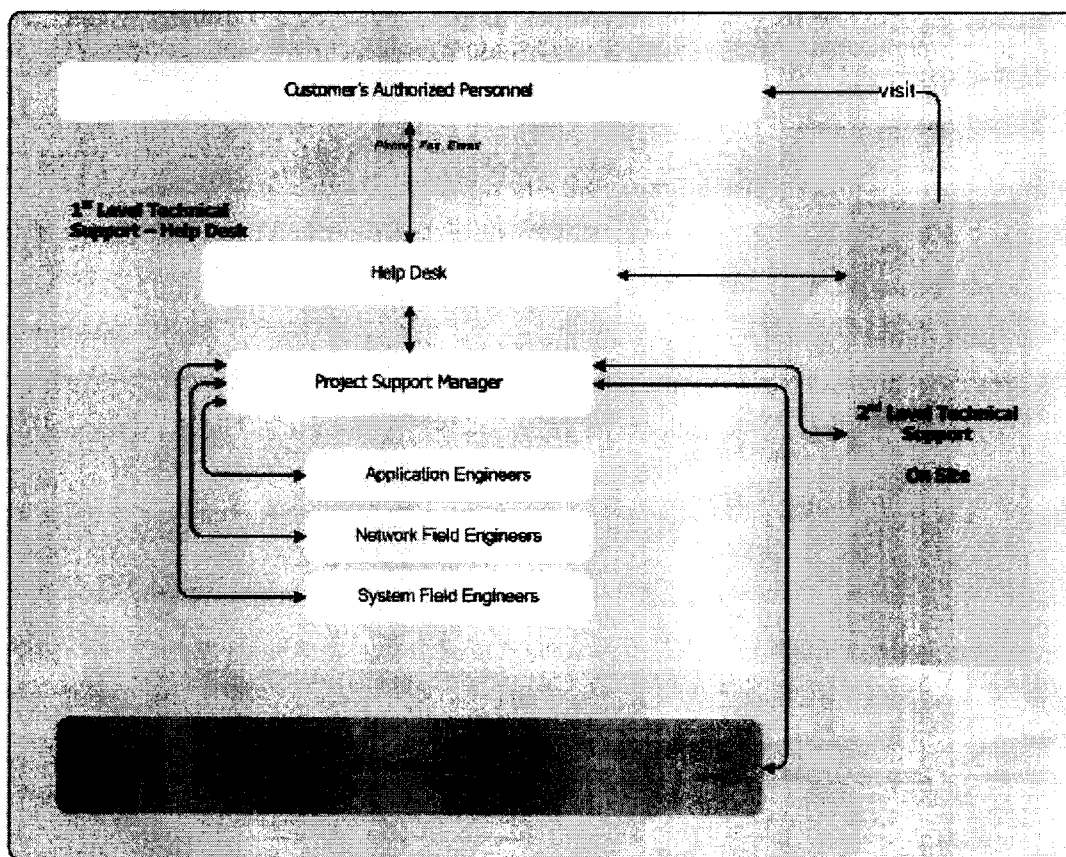 Customer's Authorized Personnel
visit
Phone, Fax, Email
1st Level Technical
Support – Help Desk
Help Desk
Project Support Manager
2nd Level Technical
Support
On Site
Application Engineers
Network Field Engineers
System Field Engineers